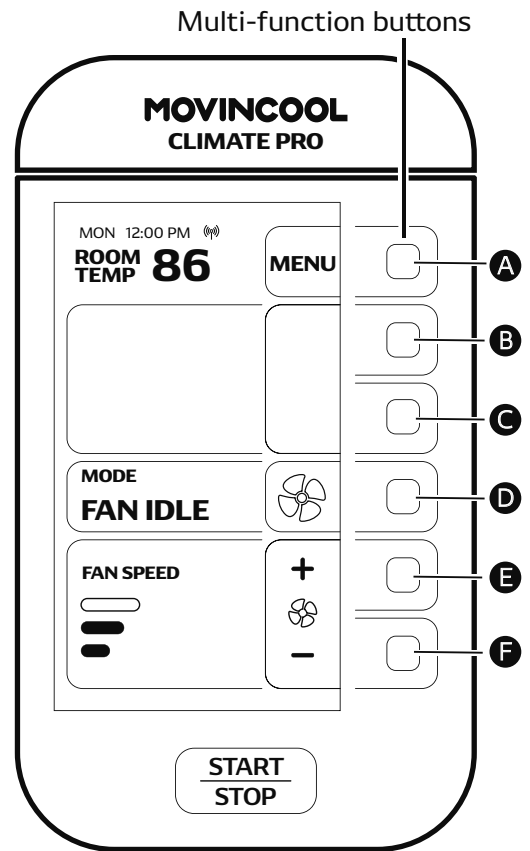 Multi-function buttons
MOVINCOOL
CLIMATE PRO
MON 12:00 PM
ROOM TEMP 86
MENU
A
B
C
MODE
FAN IDLE
D
FAN SPEED
+
E
−
F
START
STOP